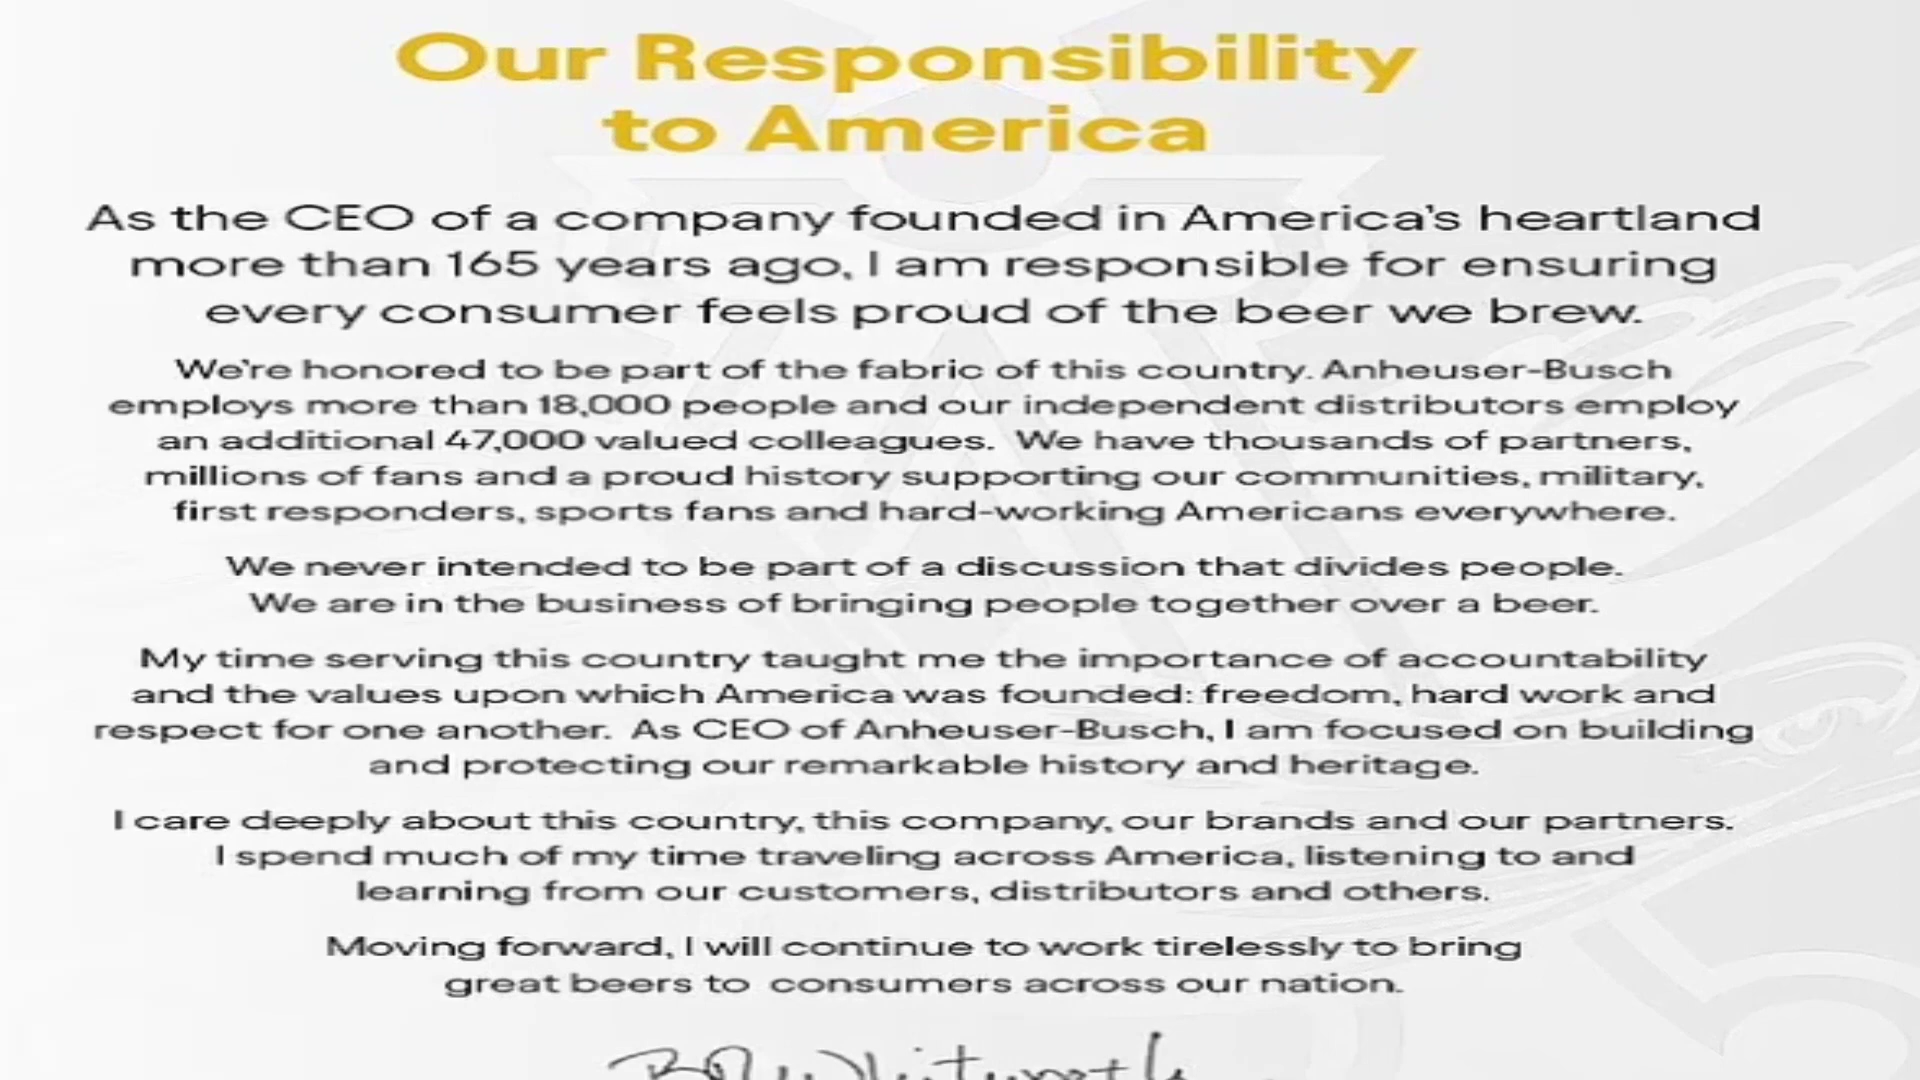 Our Responsibility
to America
As the CEO of a company founded in America's heartland
more than 165 years ago, I am responsible for ensuring
every consumer feels proud of the beer we brew.
We're honored to be part of the fabric of this country. Anheuser-Busch
employs more than 18,000 people and our independent distributors employ
an additional 47,000 valued colleagues. We have thousands of partners,
millions of fans and a proud history supporting our communities, military,
first responders, sports fans and hard-working Americans everywhere.
We never intended to be part of a discussion that divides people.
We are in the business of bringing people together over a beer.
My time serving this country taught me the importance of accountability
and the values upon which America was founded: freedom, hard work and
respect for one another. As CEO of Anheuser-Busch, I am focused on building
and protecting our remarkable history and heritage.
I care deeply about this country, this company, our brands and our partners.
I spend much of my time traveling across America, listening to and
learning from our customers, distributors and others.
Moving forward, I will continue to work tirelessly to bring
great beers to consumers across our nation.